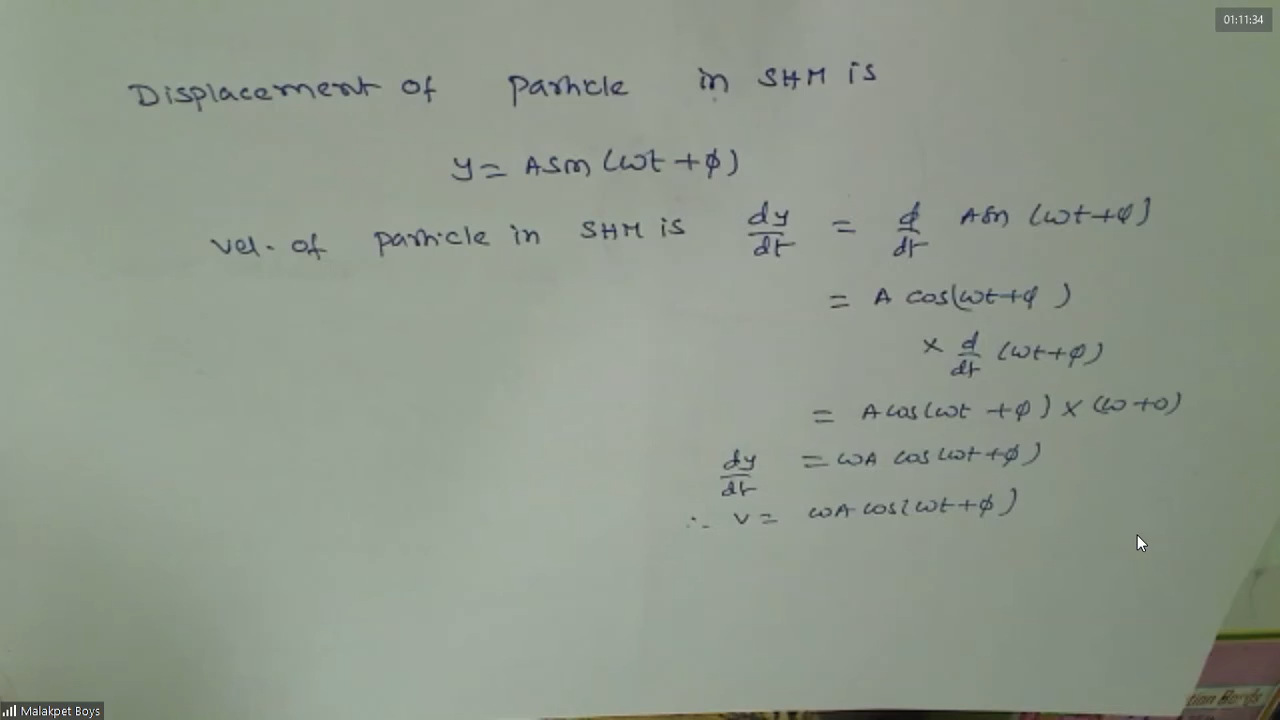 01:11:34
Displacement of particle in SHM is
y = A Sin (ωt + φ)
Vel. of particle in SHM is dy/dt = d/dt A Sin (ωt + φ)
= A cos(ωt + φ)
× d/dt (ωt + φ)
= A cos(ωt + φ) × (ω + 0)
dy/dt = ωA cos(ωt + φ)
∴ V = ωA cos(ωt + φ)
tion Bonds
Malakpet Boys